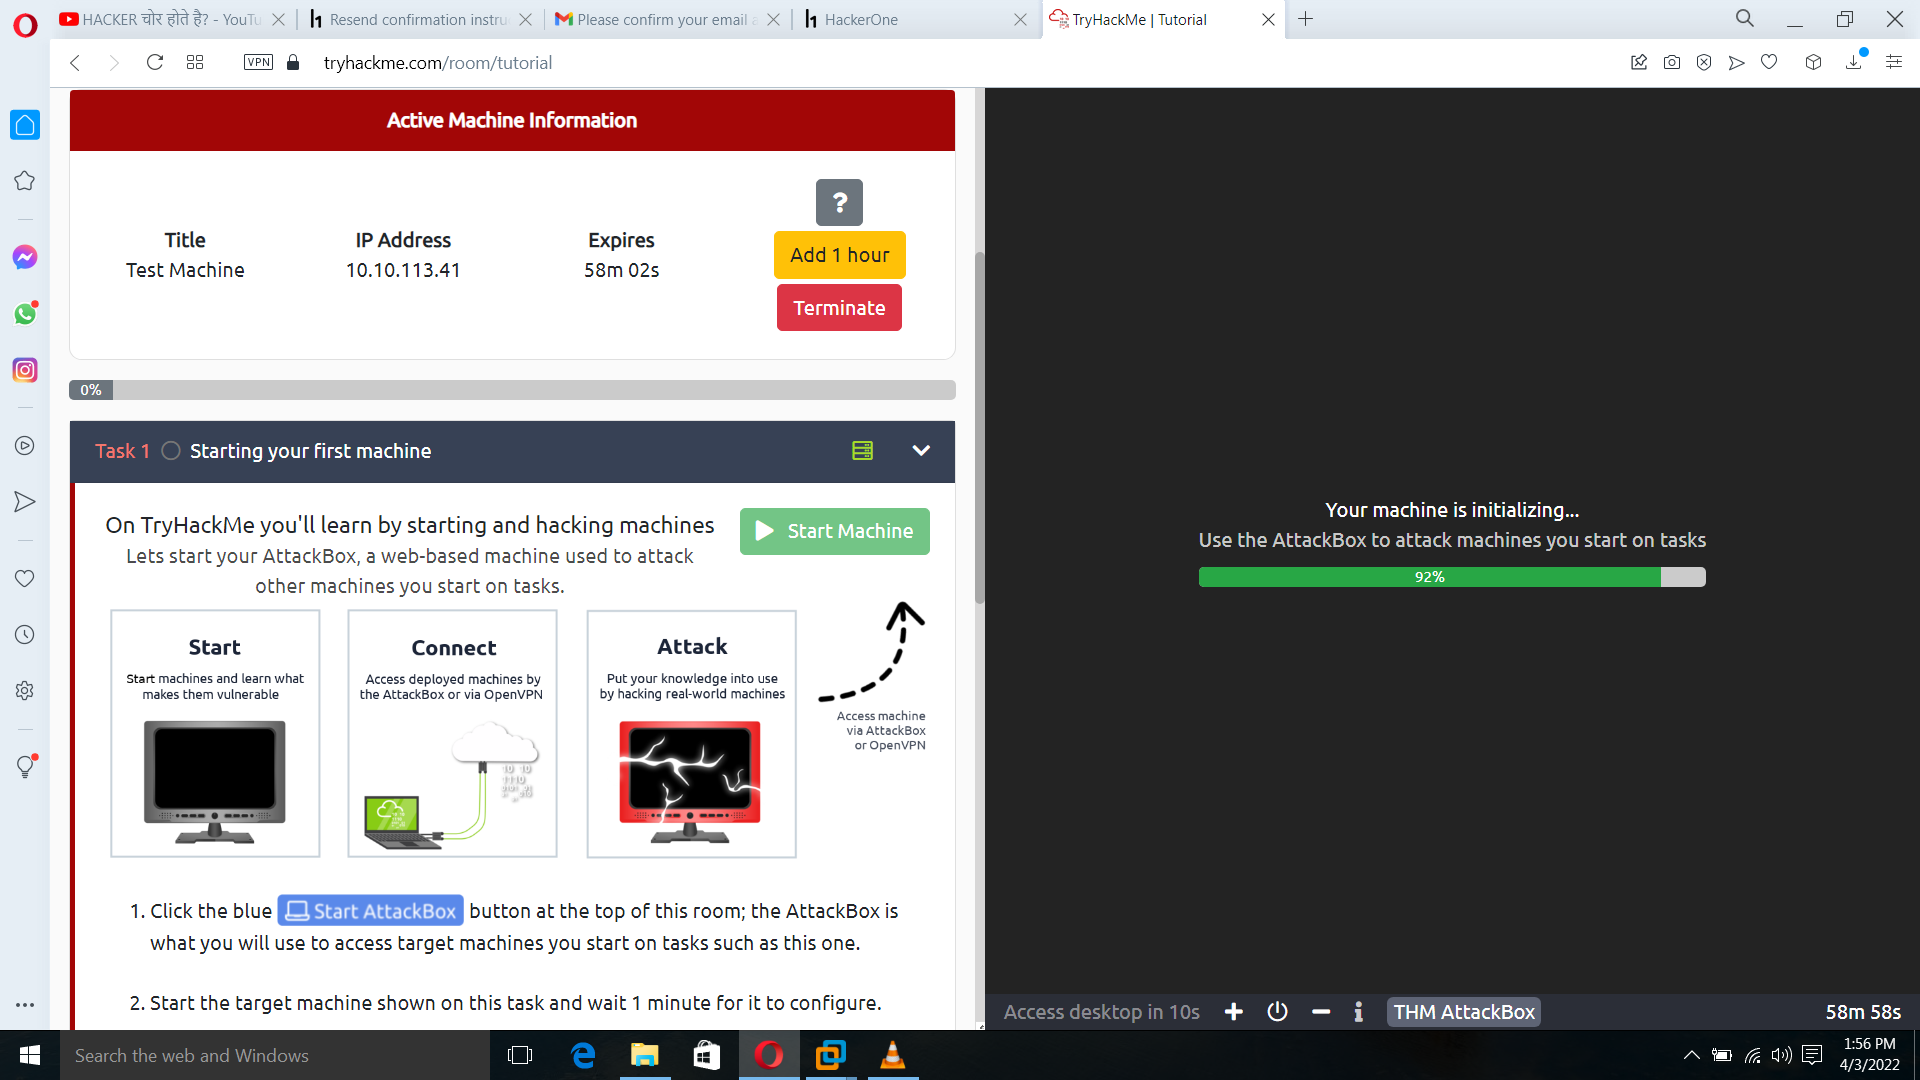 HACKER चोर होते है? - YouTu
Resend confirmation instru
Please confirm your email a
HackerOne
TryHackMe | Tutorial
VPN
tryhackme.com/room/tutorial
Active Machine Information
?
Title
IP Address
Expires
Add 1 hour
Test Machine
10.10.113.41
58m 02s
Terminate
0%
Task 1
Starting your first machine
On TryHackMe you'll learn by starting and hacking machines
Start Machine
Lets start your AttackBox, a web-based machine used to attack
other machines you start on tasks.
Start
Start machines and learn what
makes them vulnerable
Connect
Access deployed machines by
the AttackBox or via OpenVPN
Attack
Put your knowledge into use
by hacking real-world machines
Access machine
via AttackBox
or OpenVPN
1. Click the blue Start AttackBox button at the top of this room; the AttackBox is
what you will use to access target machines you start on tasks such as this one.
2. Start the target machine shown on this task and wait 1 minute for it to configure.
Your machine is initializing...
Use the AttackBox to attack machines you start on tasks
92%
Access desktop in 10s
THM AttackBox
58m 58s
Search the web and Windows
1:56 PM
4/3/2022